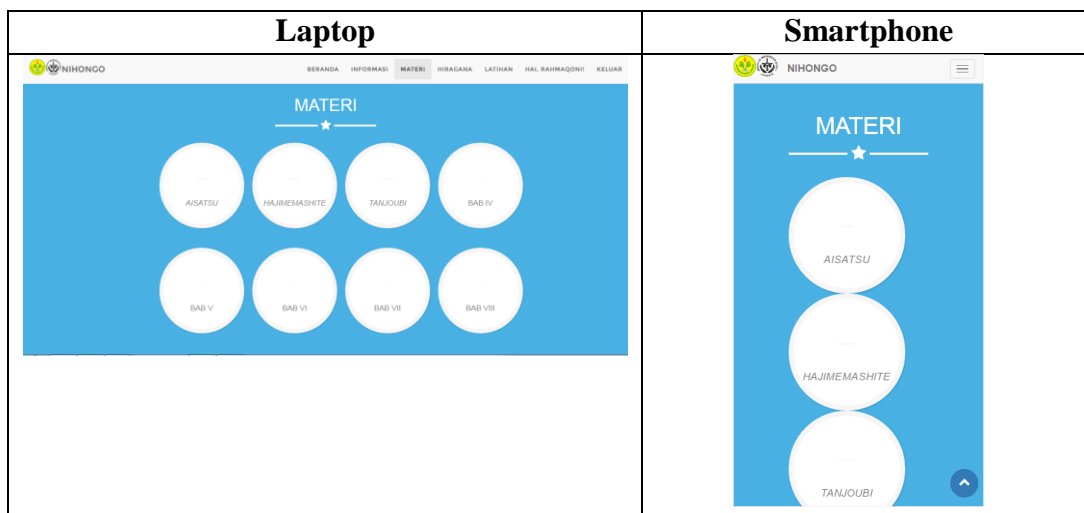 Laptop
Smartphone
NIHONGO
BERANDA INFORMASI MATERI HIRAGANA LATIHAN HAI, RAHMAQONI! KELUAR
MATERI
AISATSU HAJIMEMASHITE TANJOUBI BAB IV
BAB V BAB VI BAB VII BAB VIII
NIHONGO
MATERI
AISATSU
HAJIMEMASHITE
TANJOUBI